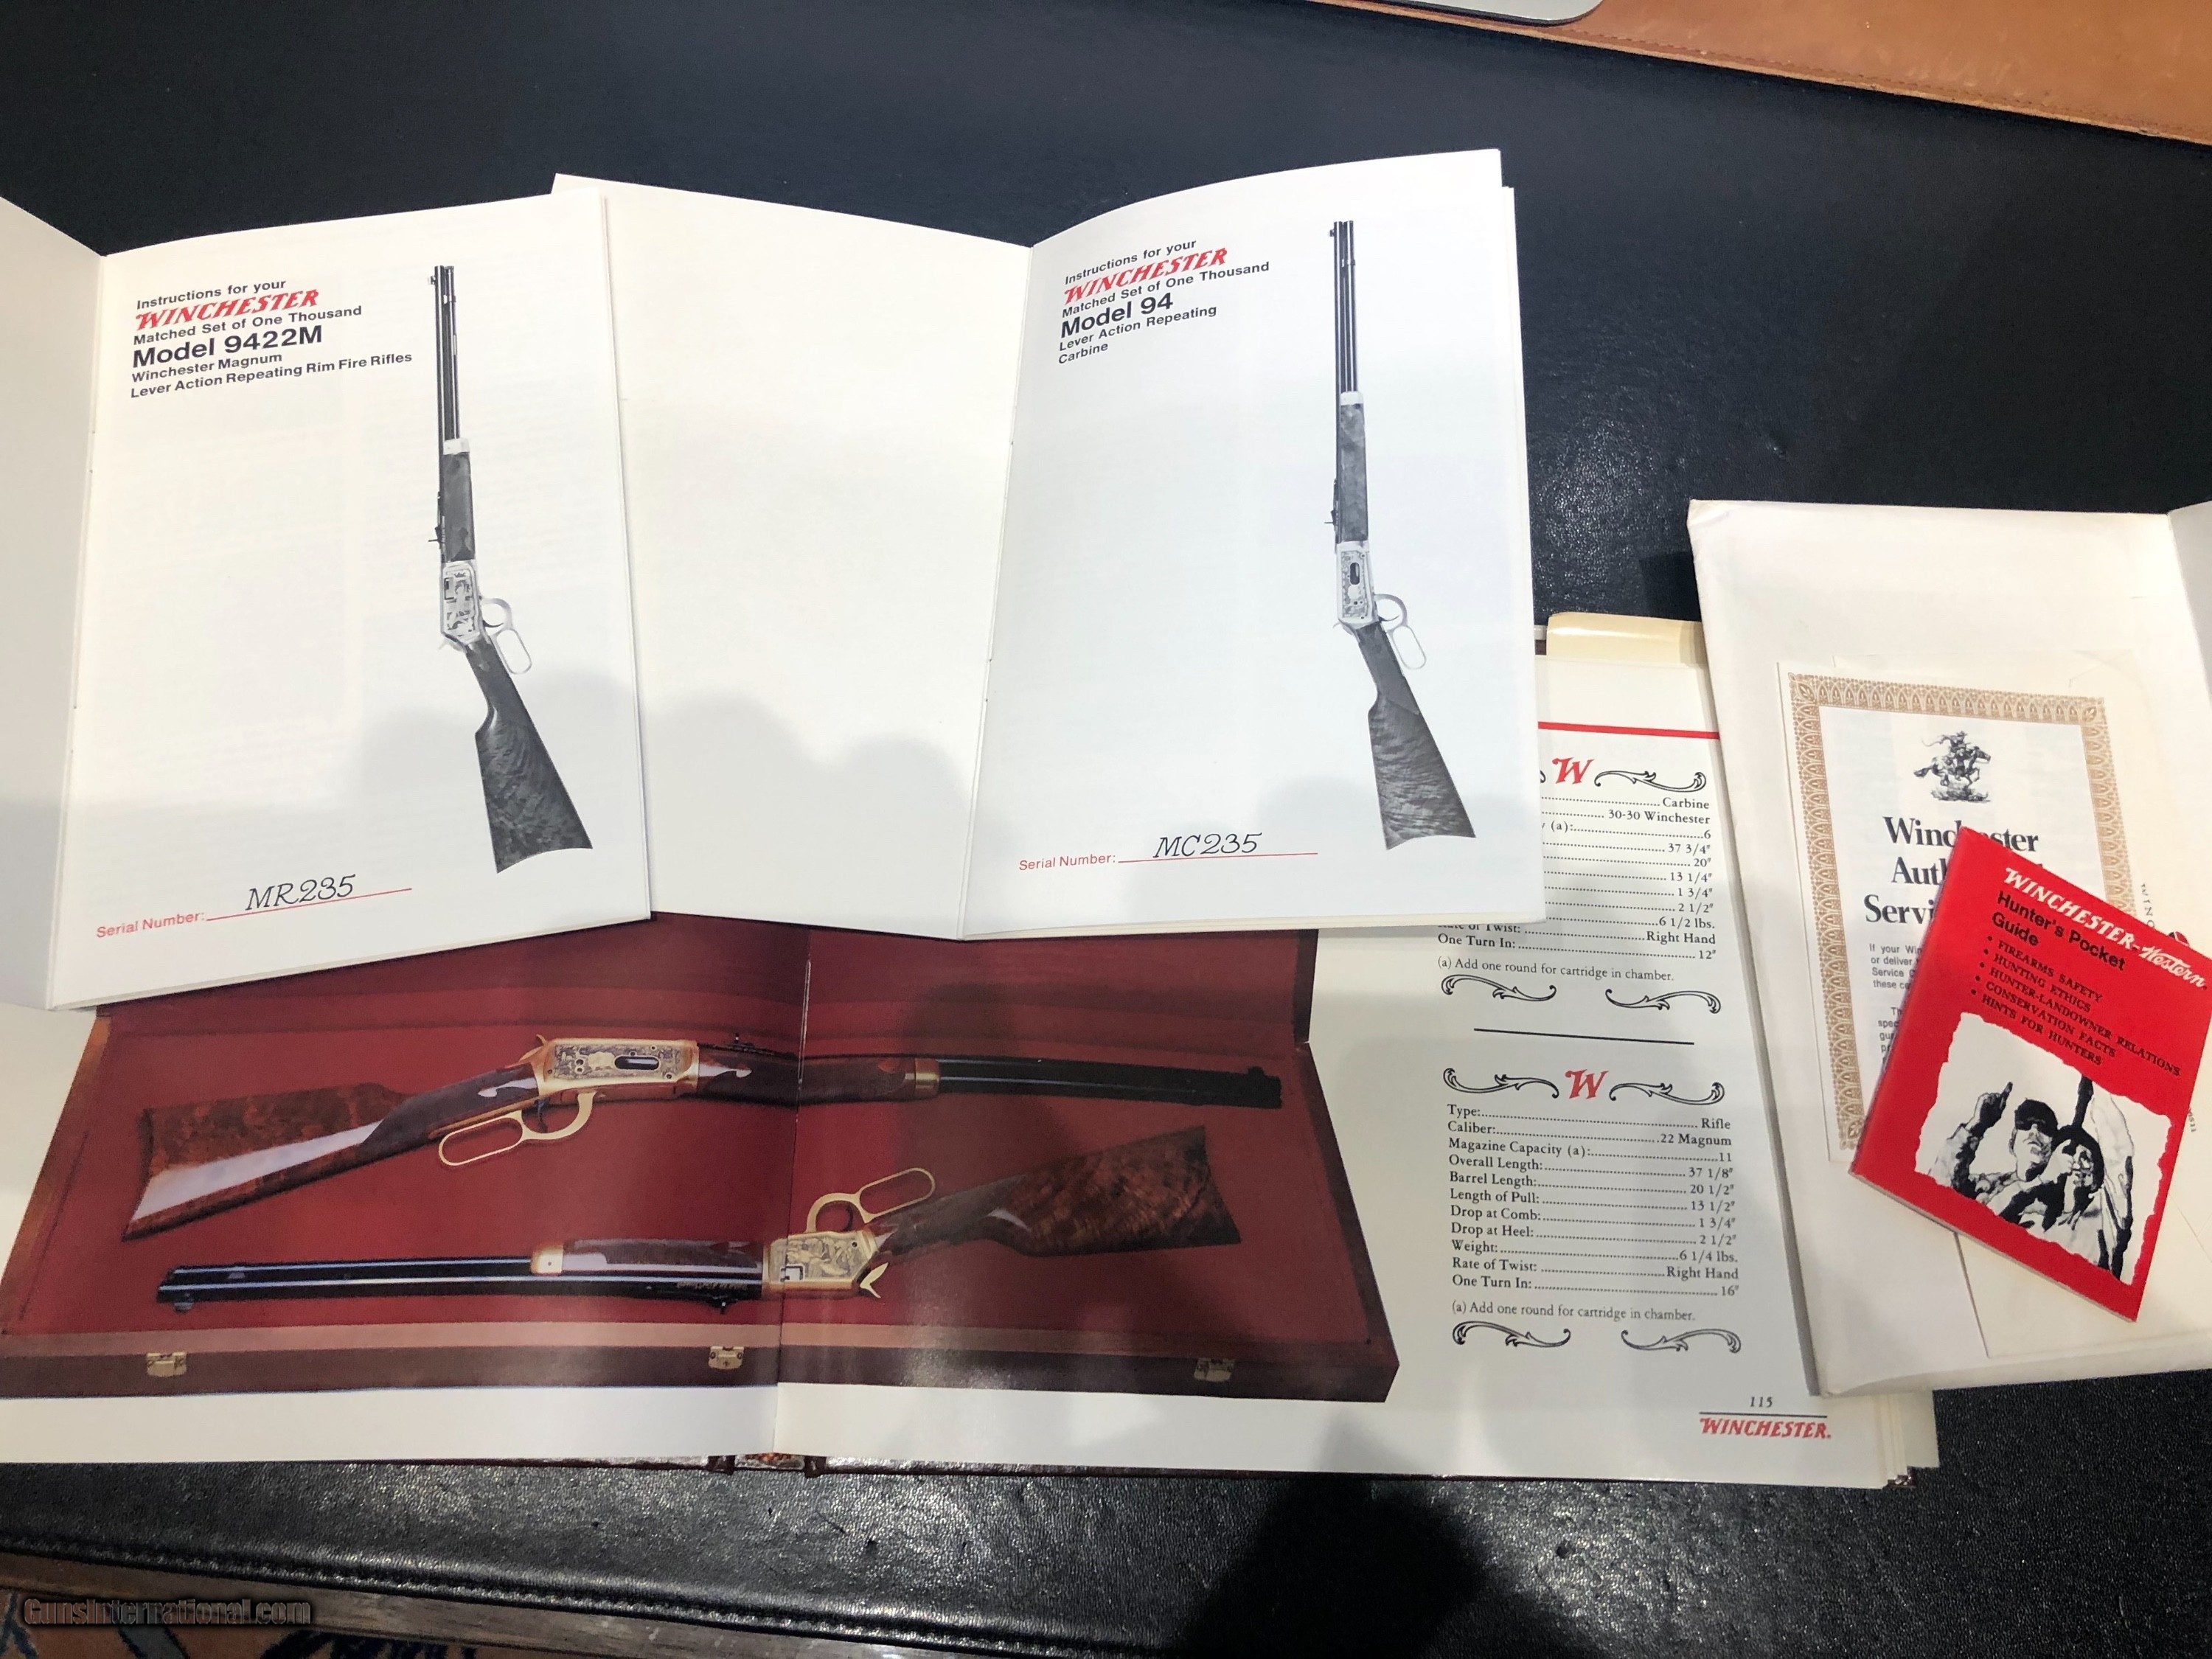 Instructions for your
WINCHESTER
Matched Set of One Thousand
Model 9422M
Winchester Magnum
Lever Action Repeating Rim Fire Rifles
Serial Number: MR235
Instructions for your
WINCHESTER
Matched Set of One Thousand
Model 94
Lever Action Repeating
Carbine
Serial Number: MC235
W
Carbine
30-30 Winchester
(a): 6
37 3/4"
20"
13 1/4"
1 3/4"
2 1/2"
6 1/2 lbs.
Rate of Twist: Right Hand
One Turn In: 12"
(a) Add one round for cartridge in chamber.
W
Type: Rifle
Caliber: 22 Magnum
Magazine Capacity (a): 11
Overall Length: 37 1/8"
Barrel Length: 20 1/2"
Length of Pull: 13 1/2"
Drop at Comb: 1 3/4"
Drop at Heel: 2 1/2"
Weight: 6 1/4 lbs.
Rate of Twist: Right Hand
One Turn In: 16"
(a) Add one round for cartridge in chamber.
115
WINCHESTER.
If your
or deliver
Service
these
WINCHESTER-Western
Hunter's Pocket
Guide
• FIREARMS SAFETY
• HUNTING ETHICS
• HUNTER-LANDOWNER RELATIONS
• CONSERVATION FACTS
• HINTS FOR HUNTERS
GunsInternational.com